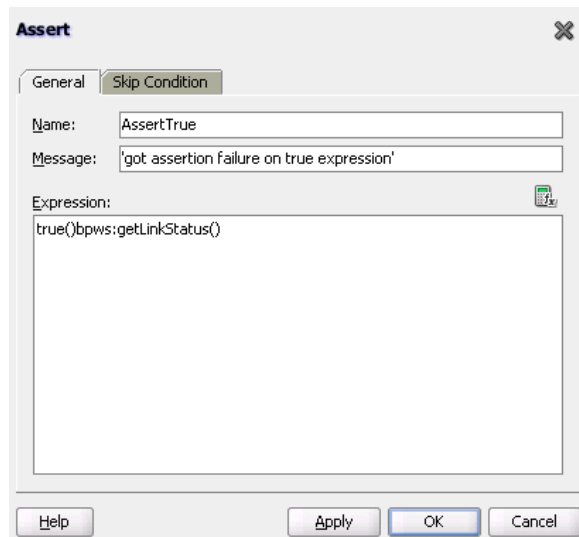 Assert
General Skip Condition
Name: AssertTrue
Message: 'got assertion failure on true expression'
Expression:
true()bpws:getLinkStatus()
Help Apply OK Cancel